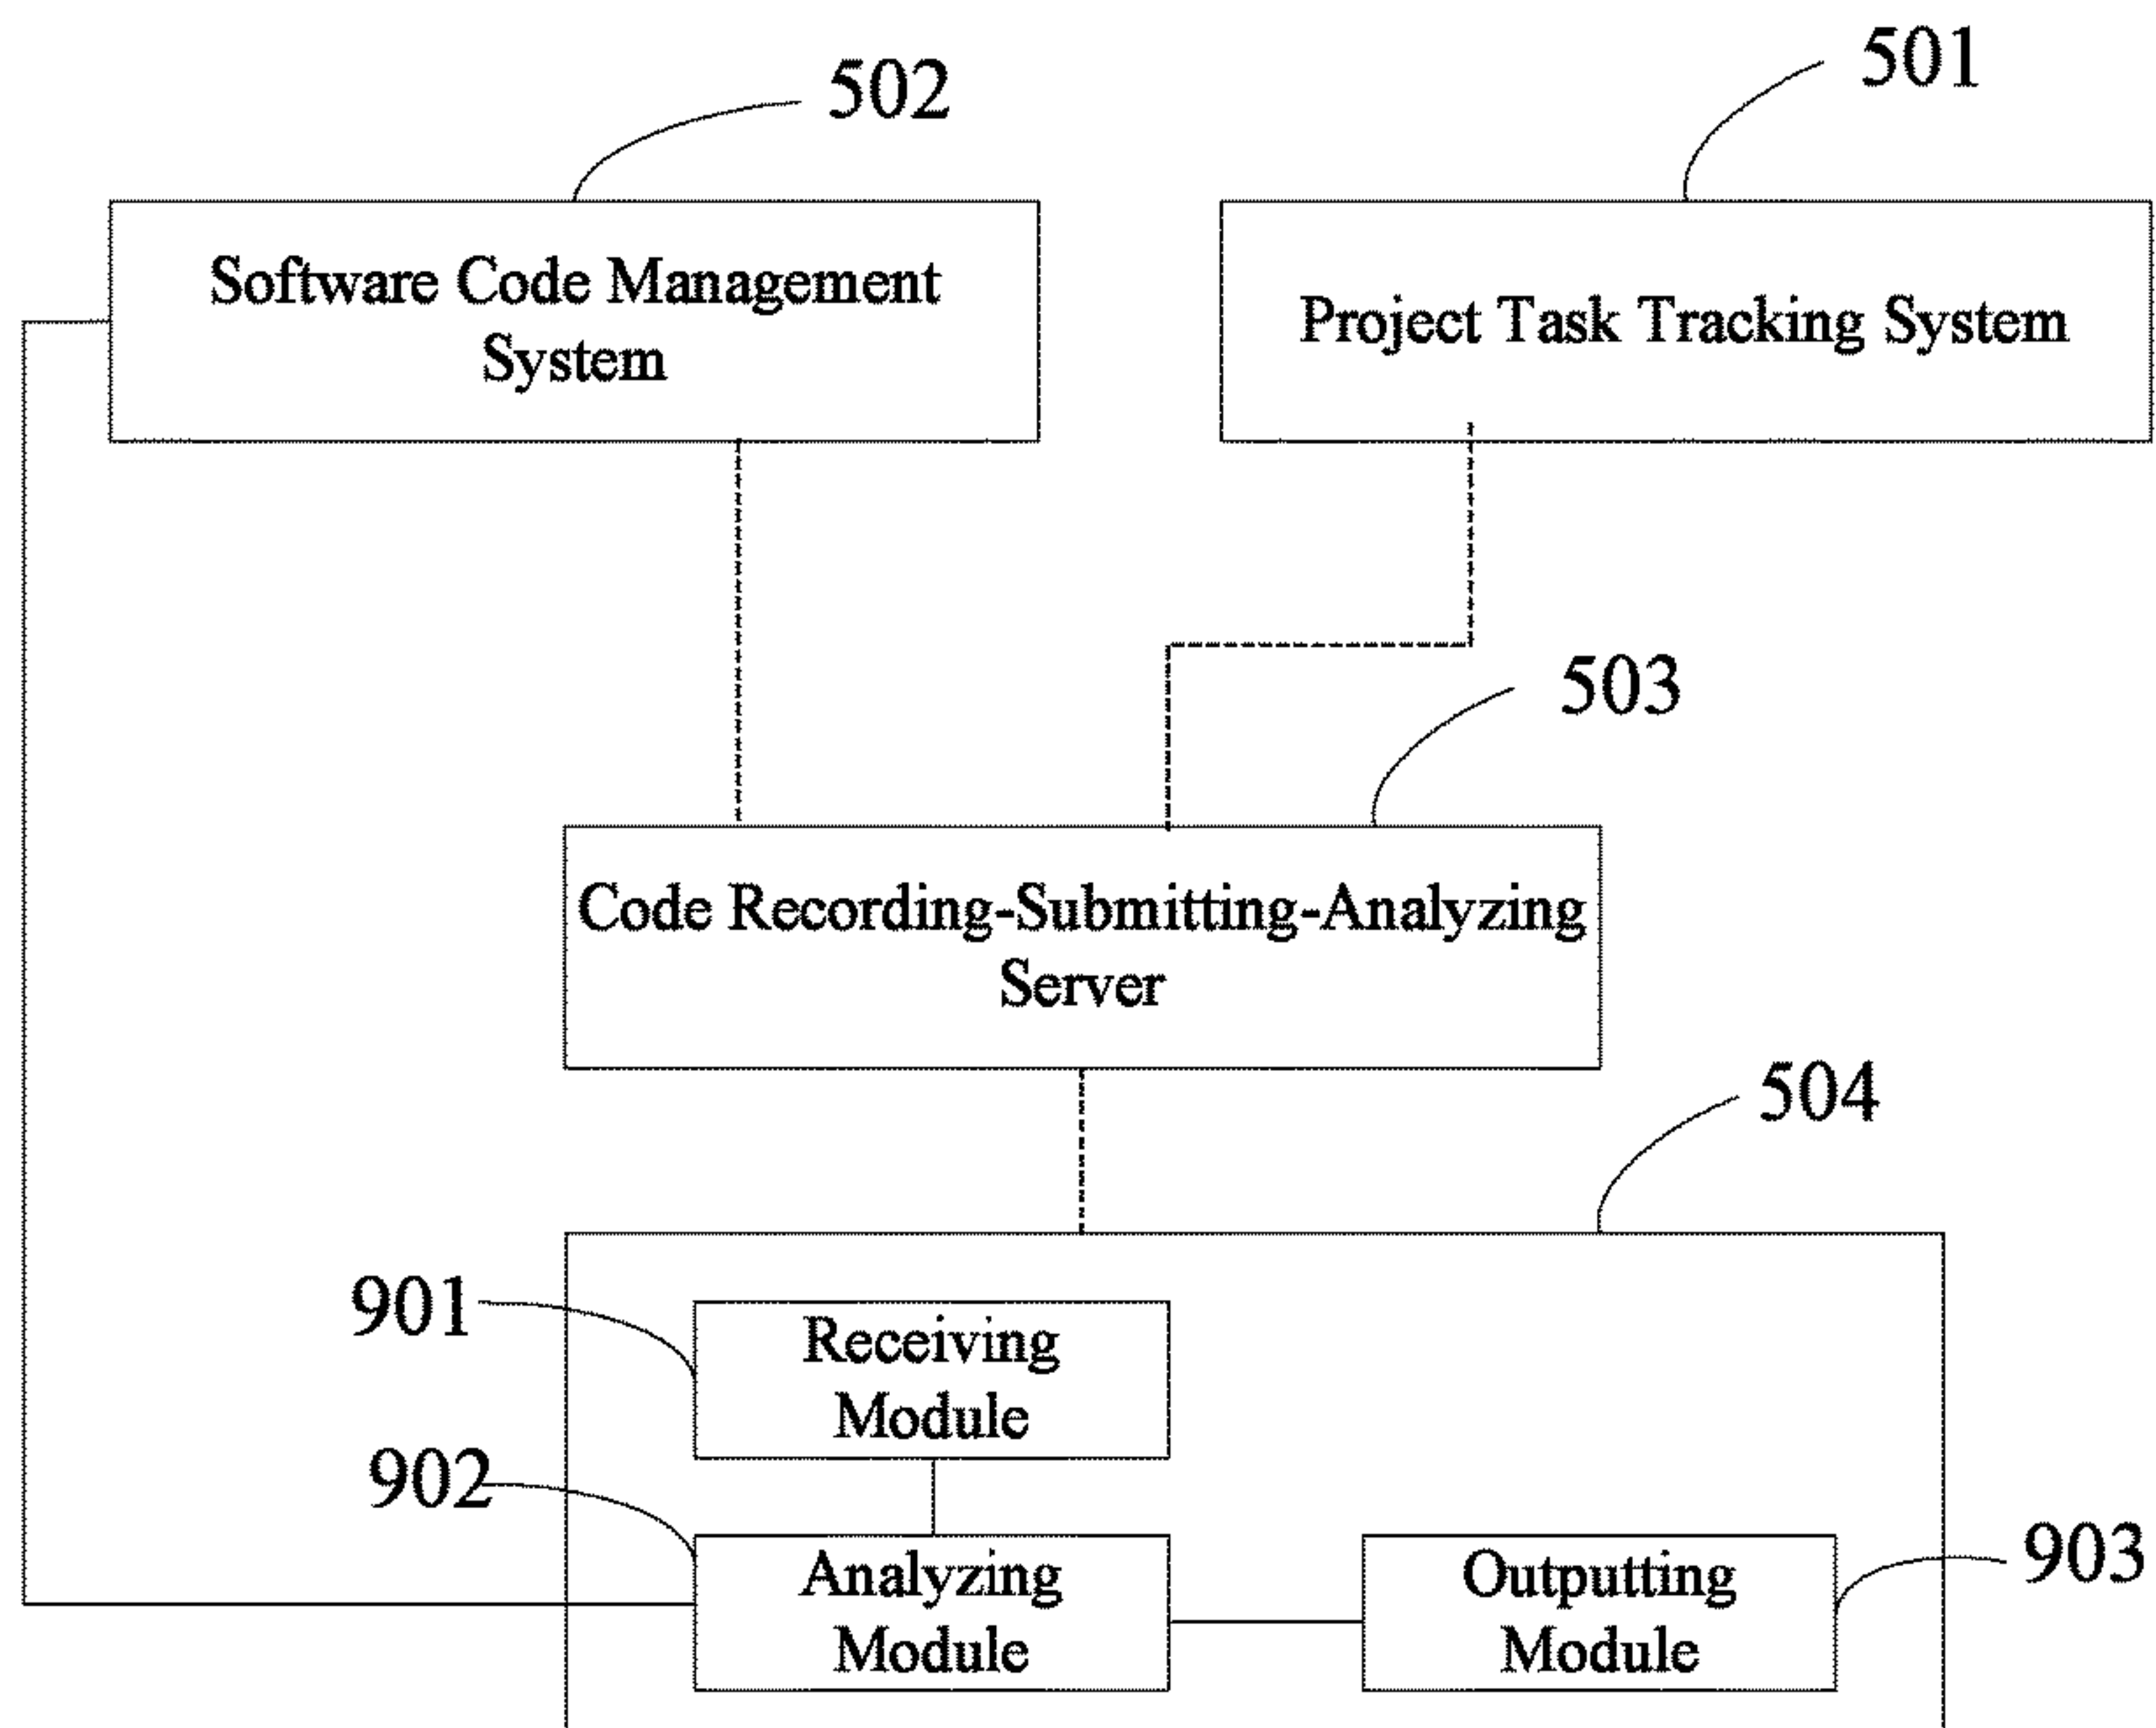 502
501
Software Code Management
System
Project Task Tracking System
503
Code Recording-Submitting-Analyzing
Server
504
901
Receiving
Module
902
Analyzing
Module
Outputting
Module
903